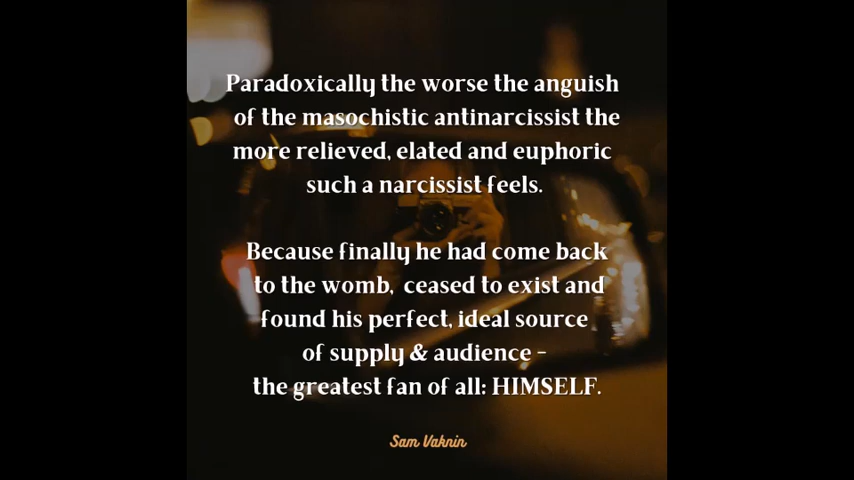 Paradoxically the worse the anguish
of the masochistic antinarcissist the
more relieved, elated and euphoric
such a narcissist feels.
Because finally he had come back
to the womb, ceased to exist and
found his perfect, ideal source
of supply & audience -
the greatest fan of all: HIMSELF.
Sam Vaknin